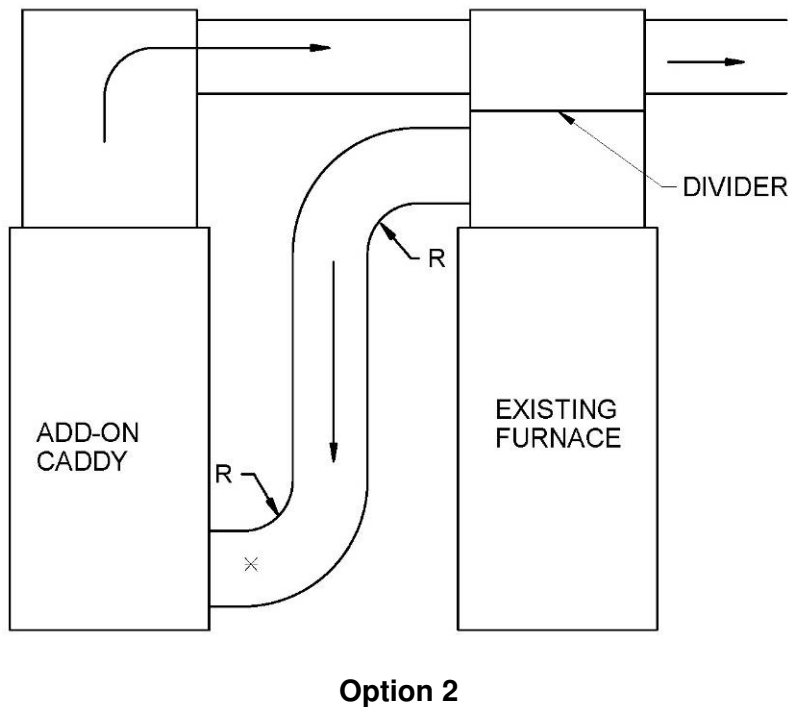 DIVIDER
R
EXISTING
FURNACE
ADD-ON
CADDY
R
Option 2